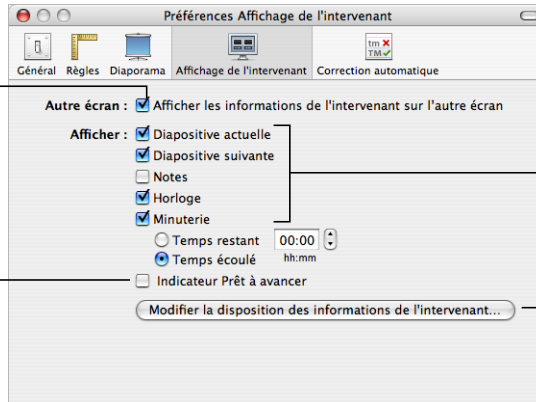 Préférences Affichage de l'intervenant
tm
TM
Général Règles Diaporama Affichage de l'intervenant Correction automatique
Autre écran : Afficher les informations de l'intervenant sur l'autre écran
Afficher : Diapositive actuelle
Diapositive suivante
Notes
Horloge
Minuterie
Temps restant 00:00
Temps écoulé hh:mm
Indicateur Prêt à avancer
Modifier la disposition des informations de l'intervenant...